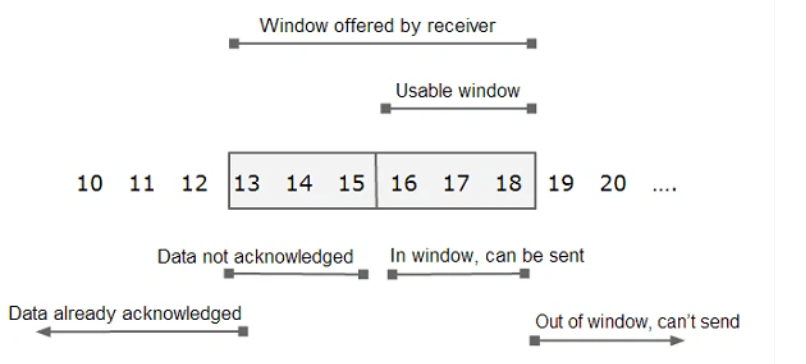 Window offered by receiver
Usable window
10 11 12 13 14 15 16 17 18 19 20 ....
Data not acknowledged In window, can be sent
Data already acknowledged
Out of window, can't send